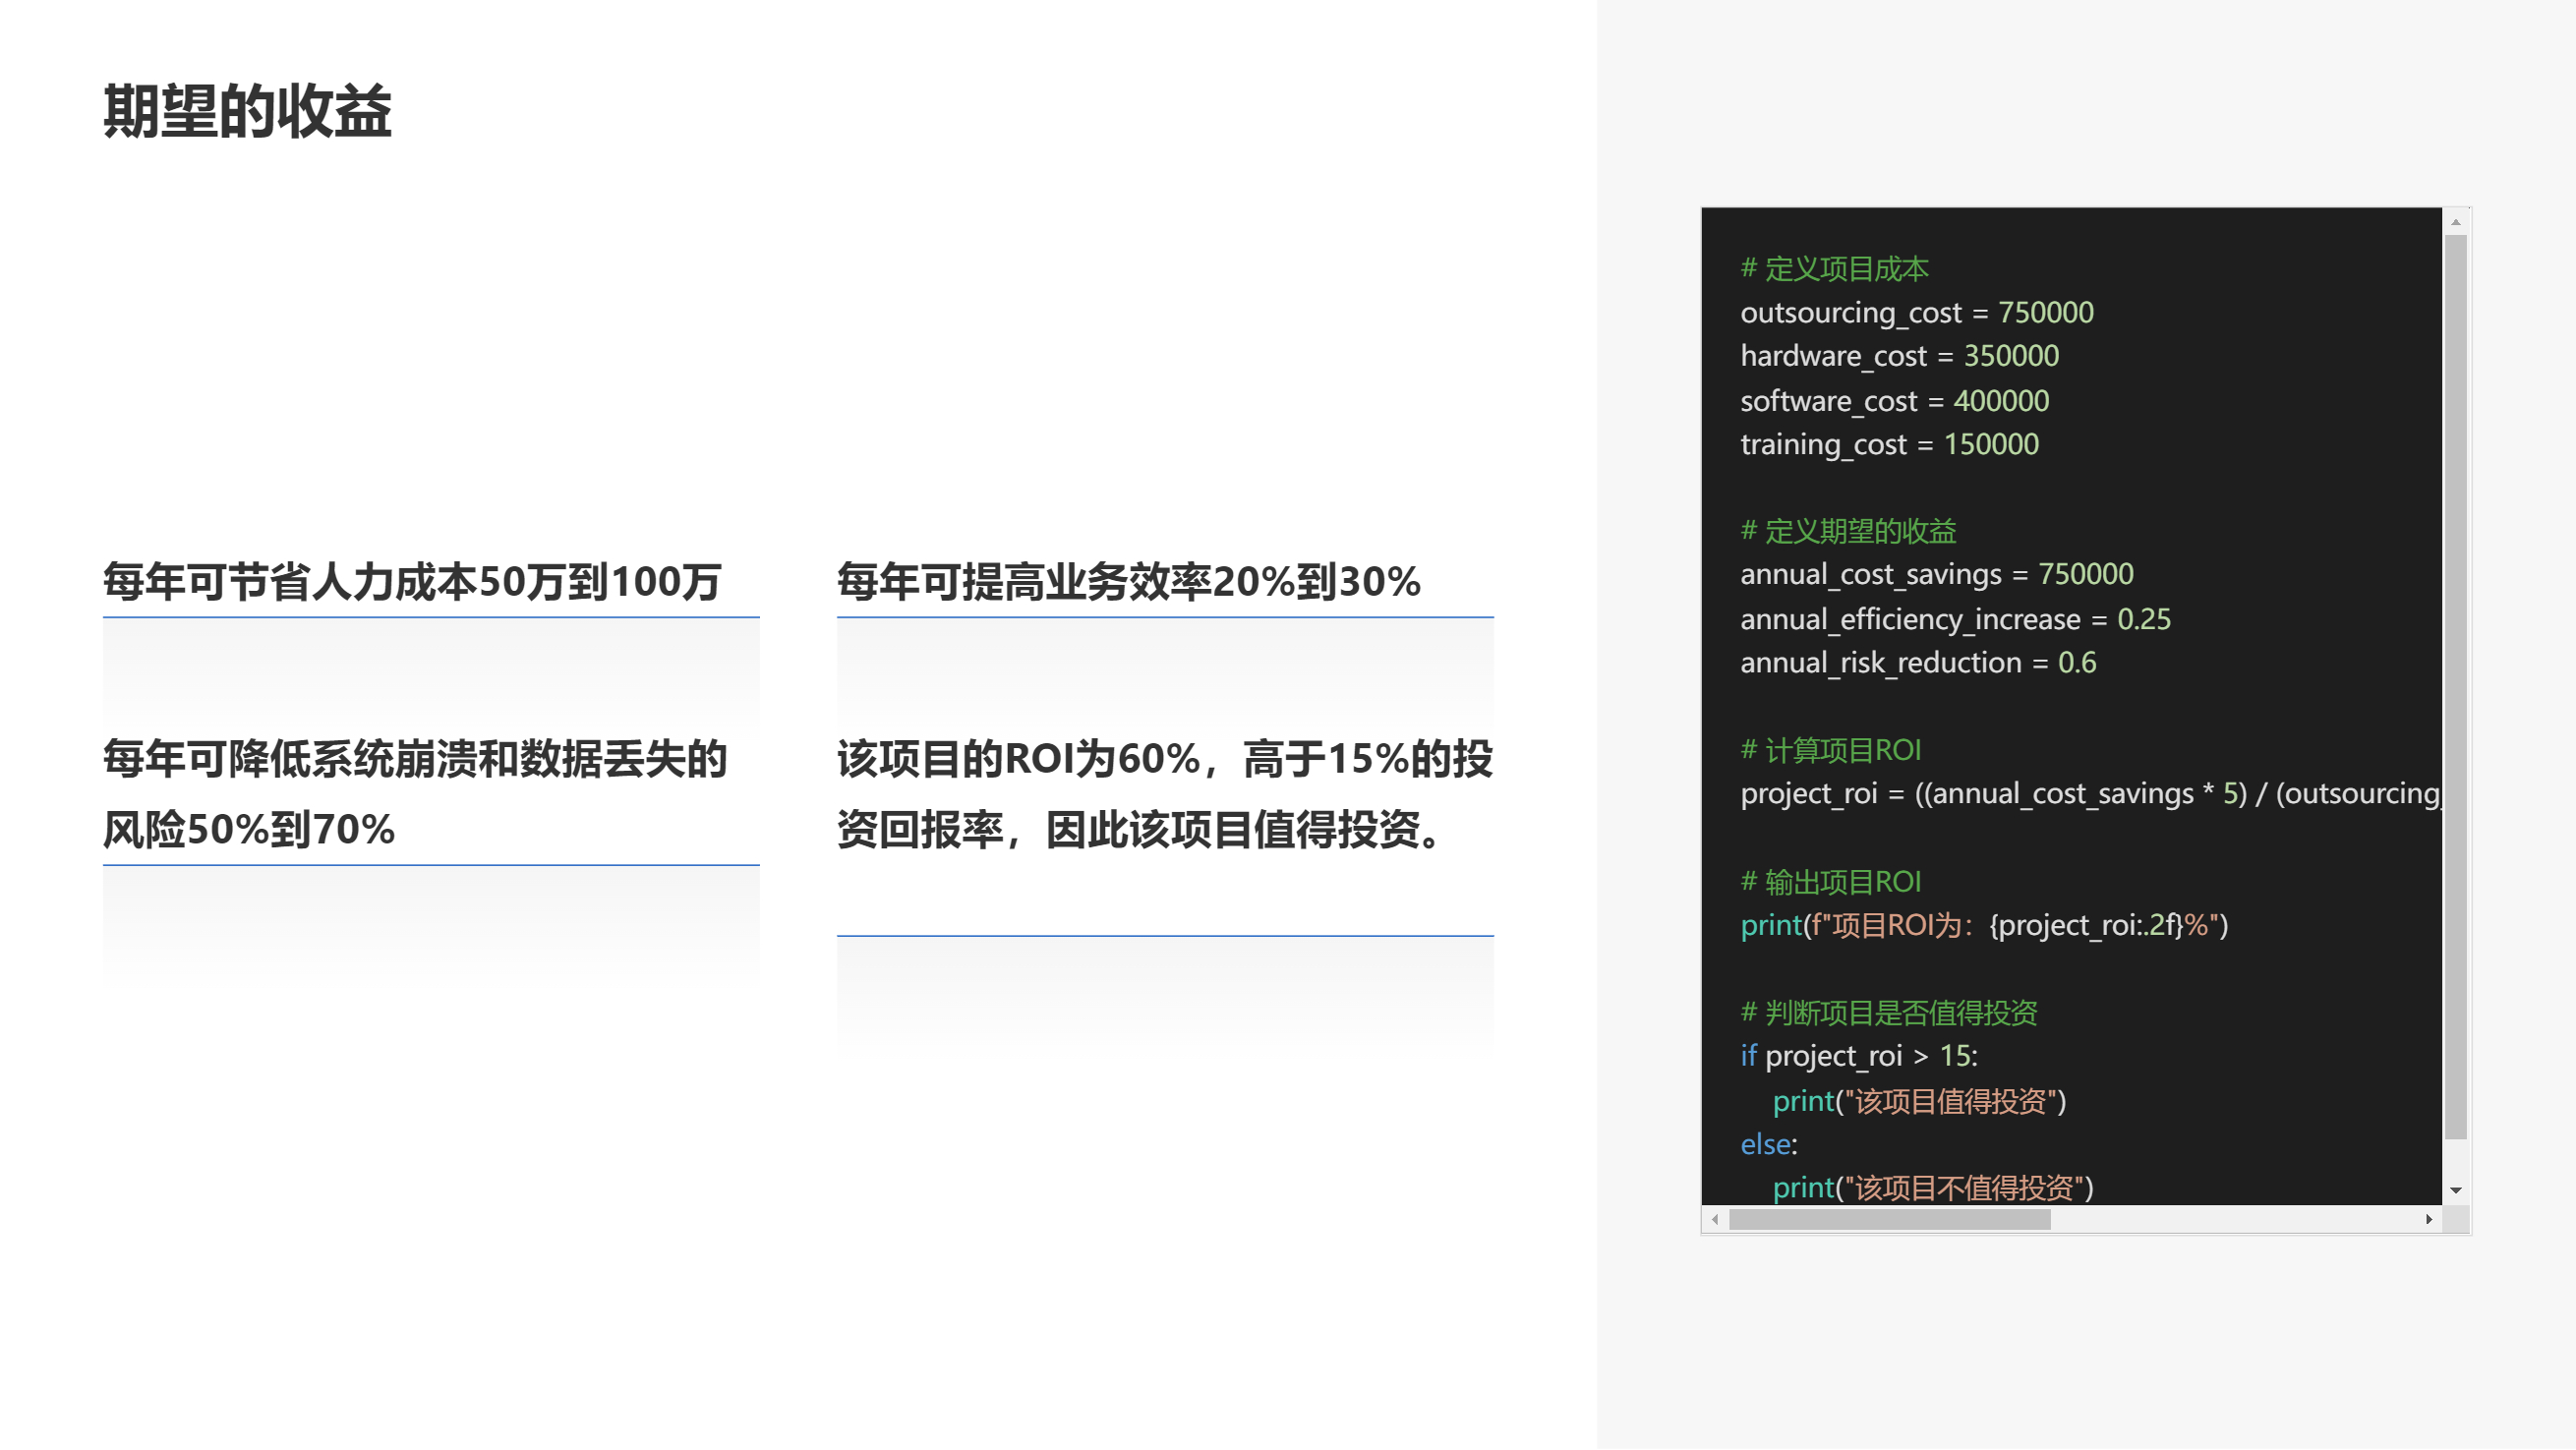 期望的收益
每年可节省人力成本50万到100万
每年可提高业务效率20%到30%
每年可降低系统崩溃和数据丢失的
风险50%到70%
该项目的ROI为60%，高于15%的投
资回报率，因此该项目值得投资。
# 定义项目成本
outsourcing_cost = 750000
hardware_cost = 350000
software_cost = 400000
training_cost = 150000
# 定义期望的收益
annual_cost_savings = 750000
annual_efficiency_increase = 0.25
annual_risk_reduction = 0.6
# 计算项目ROI
project_roi = ((annual_cost_savings * 5) / (outsourcing_
# 输出项目ROI
print(f"项目ROI为：{project_roi:.2f}%")
# 判断项目是否值得投资
if project_roi > 15:
    print("该项目值得投资")
else:
    print("该项目不值得投资")